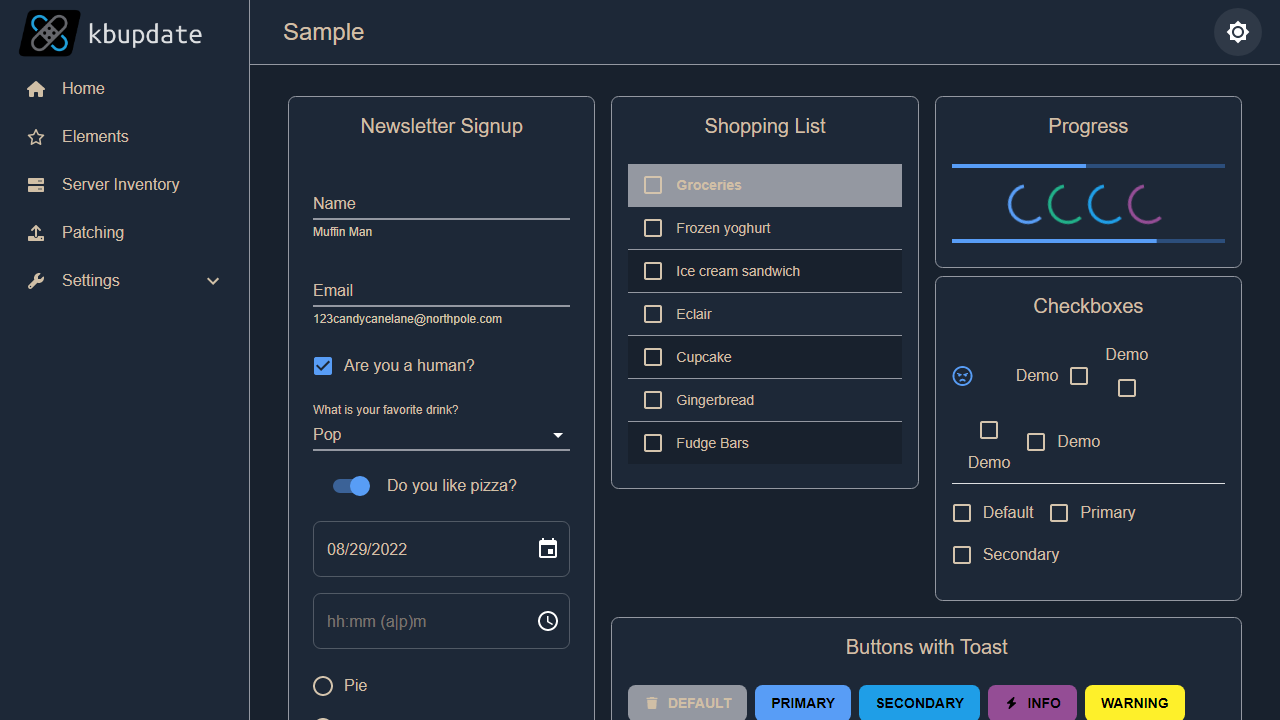 kbupdate
Home
Elements
Server Inventory
Patching
Settings
Sample
Newsletter Signup
Name
Muffin Man
Email
123candycanelane@northpole.com
Are you a human?
What is your favorite drink?
Pop
Do you like pizza?
08/29/2022
hh:mm (a|p)m
Pie
Shopping List
Groceries
Frozen yoghurt
Ice cream sandwich
Eclair
Cupcake
Gingerbread
Fudge Bars
Progress
Checkboxes
Demo
Demo
Demo
Demo
Default Primary
Secondary
Buttons with Toast
DEFAULT PRIMARY SECONDARY INFO WARNING